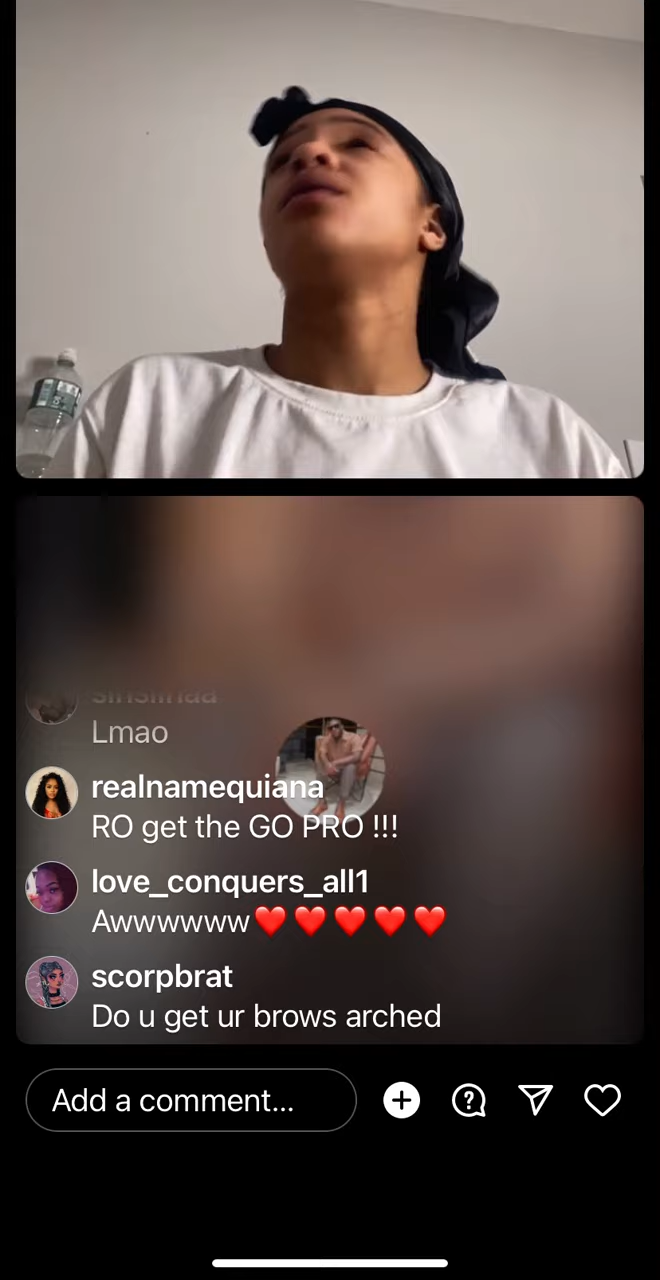 Lmao
realnamequiana
RO get the GO PRO !!!
love_conquers_all1
Awwwwww❤️❤️❤️❤️❤️
scorpbrat
Do u get ur brows arched
Add a comment...